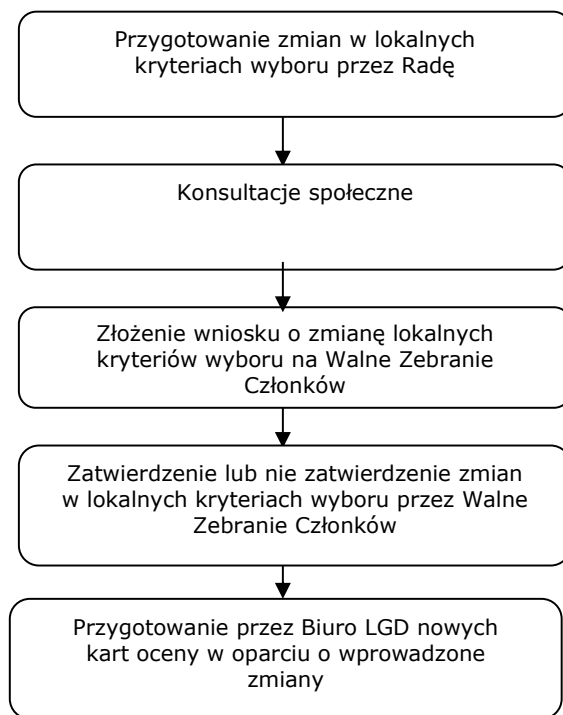 Przygotowanie zmian w lokalnych
kryteriach wyboru przez Radę
Konsultacje społeczne
Złożenie wniosku o zmianę lokalnych
kryteriów wyboru na Walne Zebranie
Członków
Zatwierdzenie lub nie zatwierdzenie zmian
w lokalnych kryteriach wyboru przez Walne
Zebranie Członków
Przygotowanie przez Biuro LGD nowych
kart oceny w oparciu o wprowadzone
zmiany